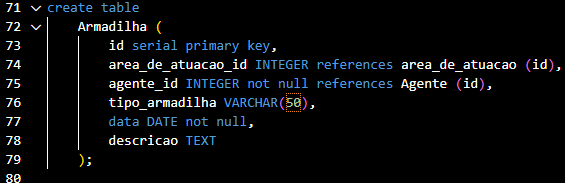 71 create table
72 Armadilha (
73 id serial primary key,
74 area_de_atuacao_id INTEGER references area_de_atuacao (id),
75 agente_id INTEGER not null references Agente (id),
76 tipo_armadilha VARCHAR(50),
77 data DATE not null,
78 descricao TEXT
79 );
80